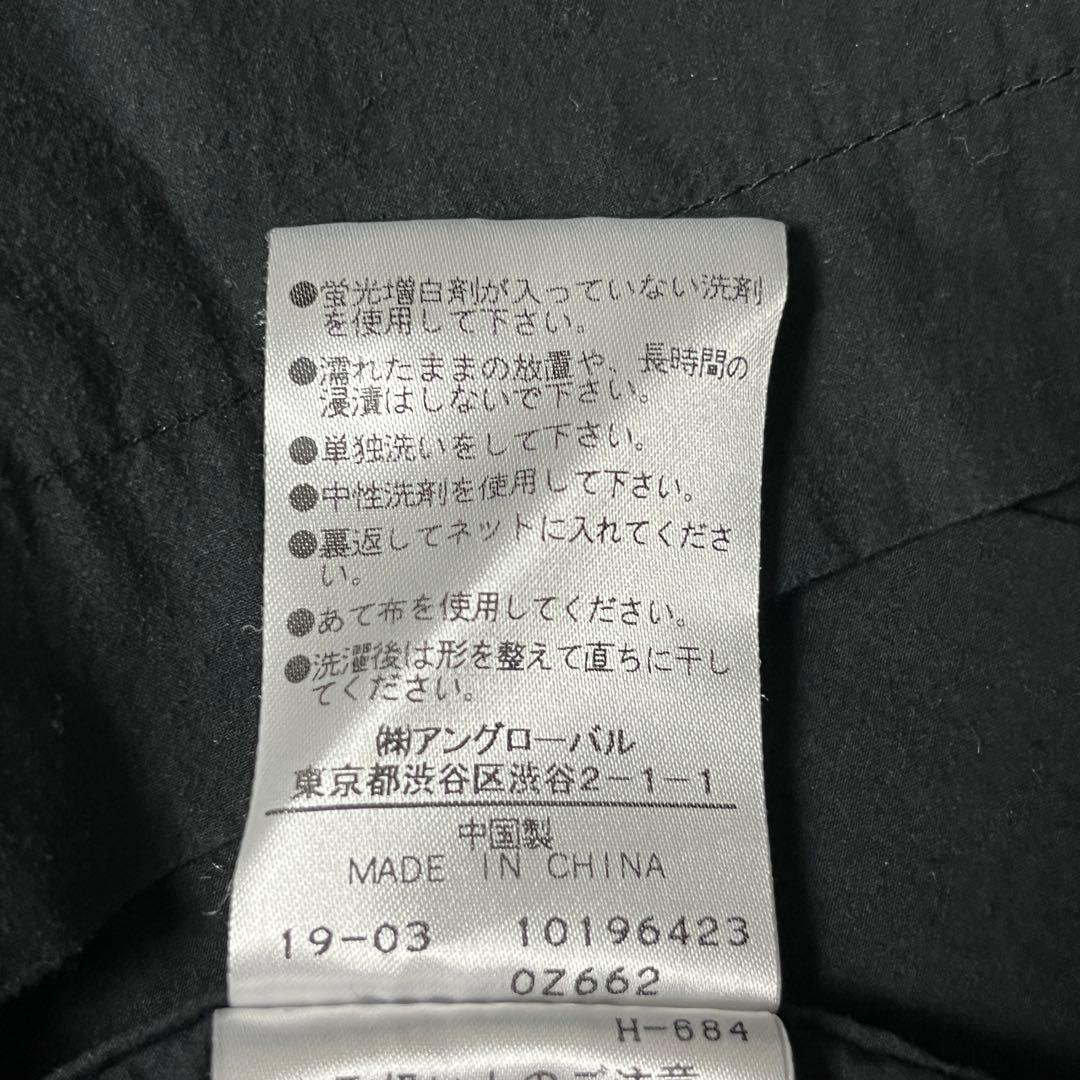 ●蛍光増白剤が入っていない洗剤
を使用して下さい。
●濡れたままの放置や、長時間の
浸漬はしないで下さい。
●単独洗いをして下さい。
●中性洗剤を使用して下さい。
●裏返してネットに入れてくださ
い。
●あて布を使用してください。
●洗濯後は形を整えて直ちに干し
てください。
㈱アングローバル
東京都渋谷区渋谷2-1-1
中国製
MADE IN CHINA
19-03 10196423
0Z662
H-684
のご注意